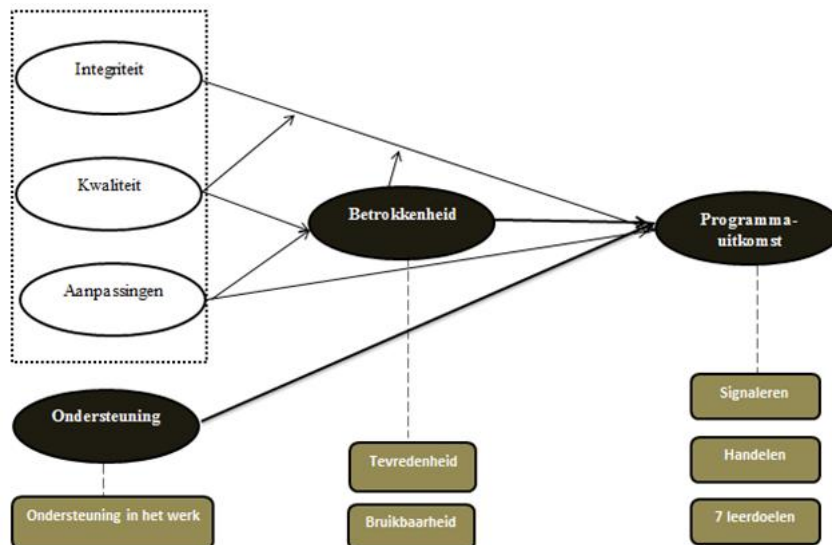 Integriteit
Kwaliteit
Aanpassingen
Betrokkenheid
Programma-
uitkomst
Ondersteuning
Ondersteuning in het werk
Tevredenheid
Bruikbaarheid
Signaleren
Handelen
7 leerdoelen